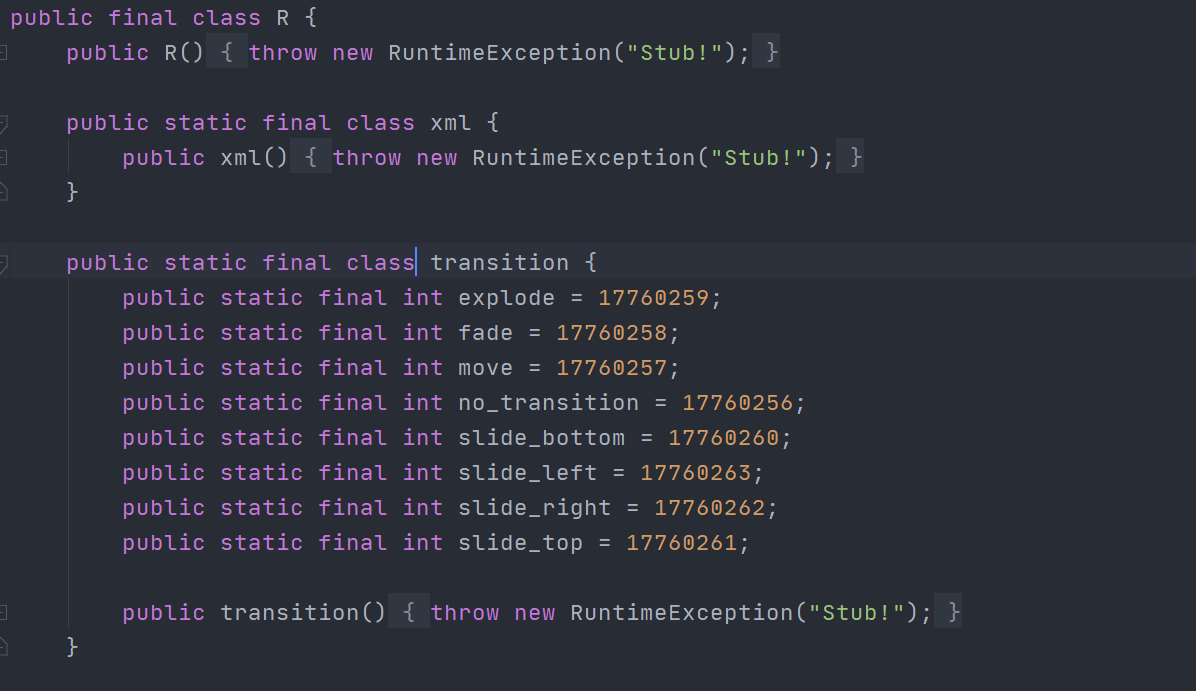 public final class R {
public R() { throw new RuntimeException("Stub!"); }
public static final class xml {
public xml() { throw new RuntimeException("Stub!"); }
}
public static final class transition {
public static final int explode = 17760259;
public static final int fade = 17760258;
public static final int move = 17760257;
public static final int no_transition = 17760256;
public static final int slide_bottom = 17760260;
public static final int slide_left = 17760263;
public static final int slide_right = 17760262;
public static final int slide_top = 17760261;
public transition() { throw new RuntimeException("Stub!"); }
}